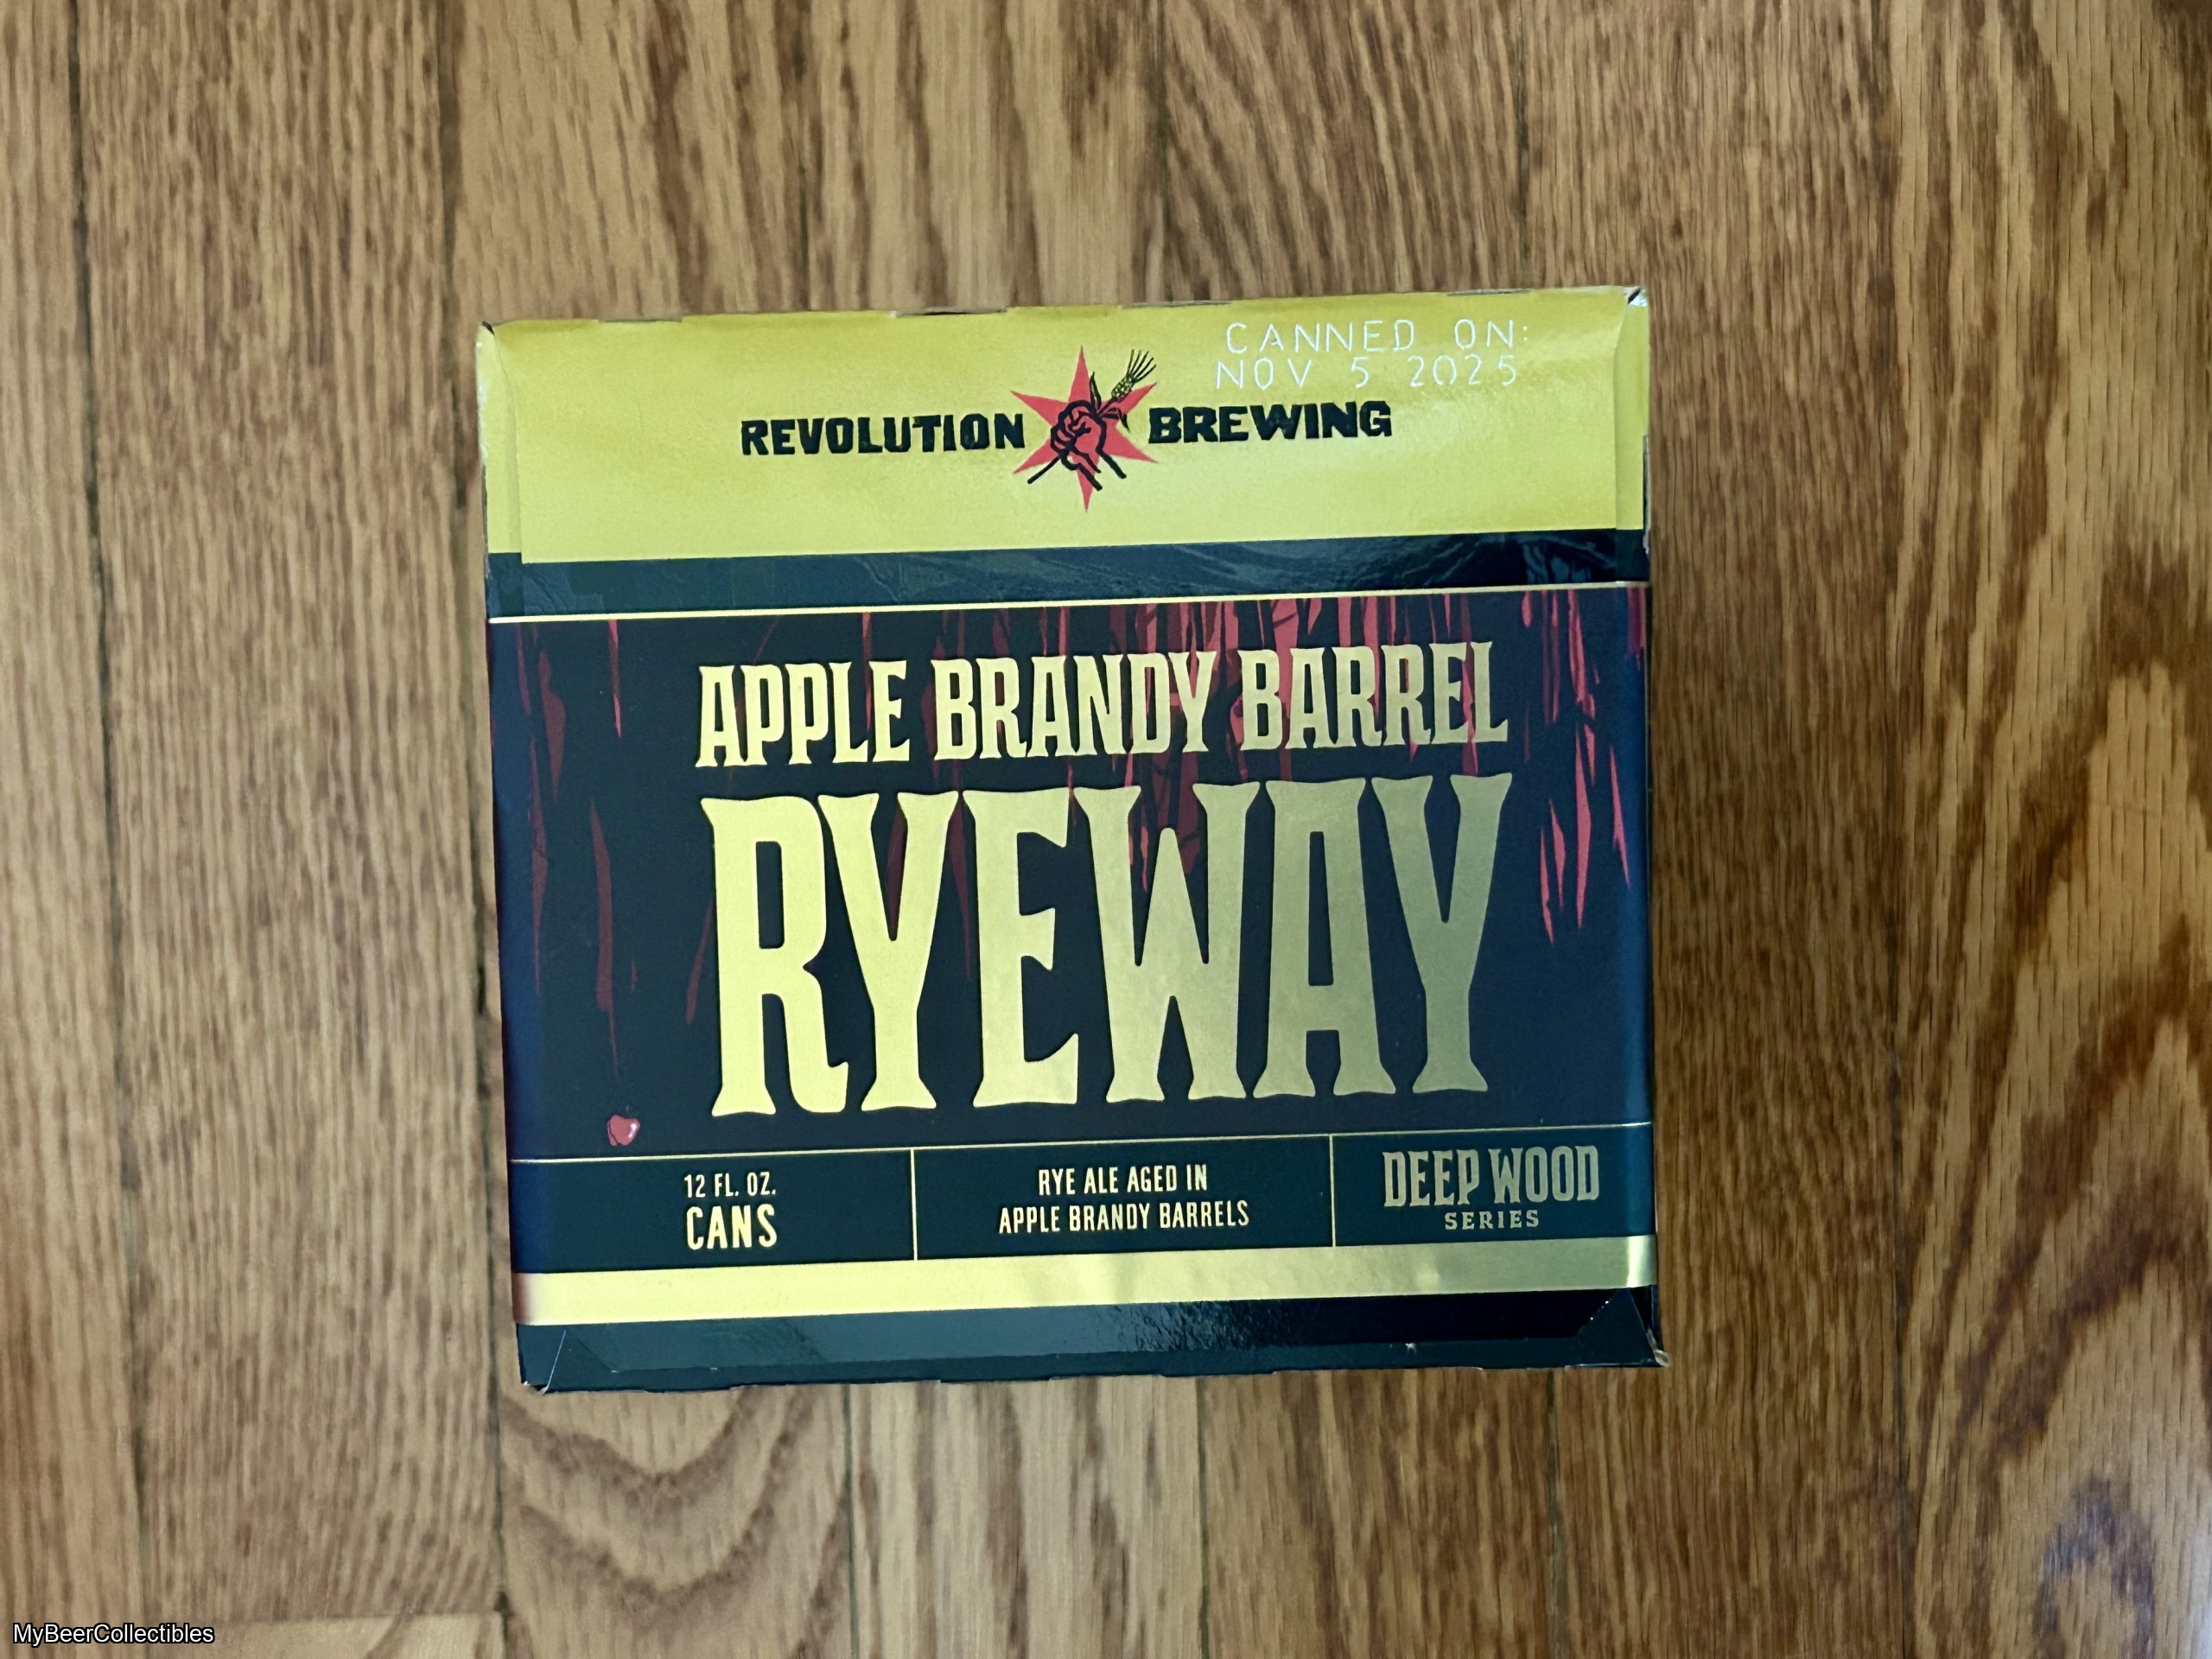 CANNED ON:
NOV 5 2025
REVOLUTION BREWING
APPLE BRANDY BARREL
RYEWAY
12 FL. OZ.
CANS
RYE ALE AGED IN
APPLE BRANDY BARRELS
DEEP WOOD
SERIES
MyBeerCollectibles